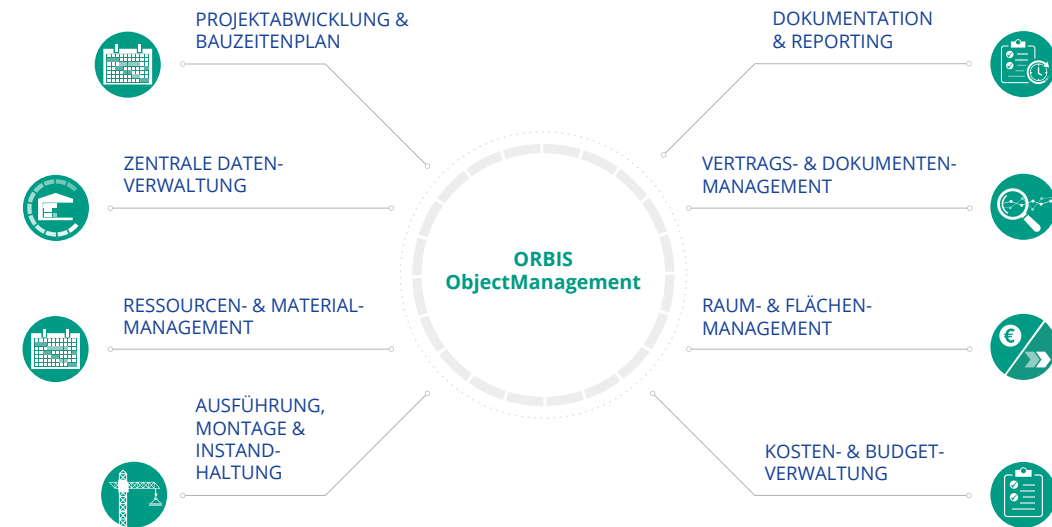 PROJEKTABWICKLUNG &
BAUZEITENPLAN
ZENTRALE DATEN-
VERWALTUNG
RESSOURCEN- & MATERIAL-
MANAGEMENT
AUSFÜHRUNG,
MONTAGE &
INSTAND-
HALTUNG
ORBIS
ObjectManagement
DOKUMENTATION
& REPORTING
VERTRAGS- & DOKUMENTEN-
MANAGEMENT
RAUM- & FLÄCHEN-
MANAGEMENT
€
KOSTEN- & BUDGET-
VERWALTUNG